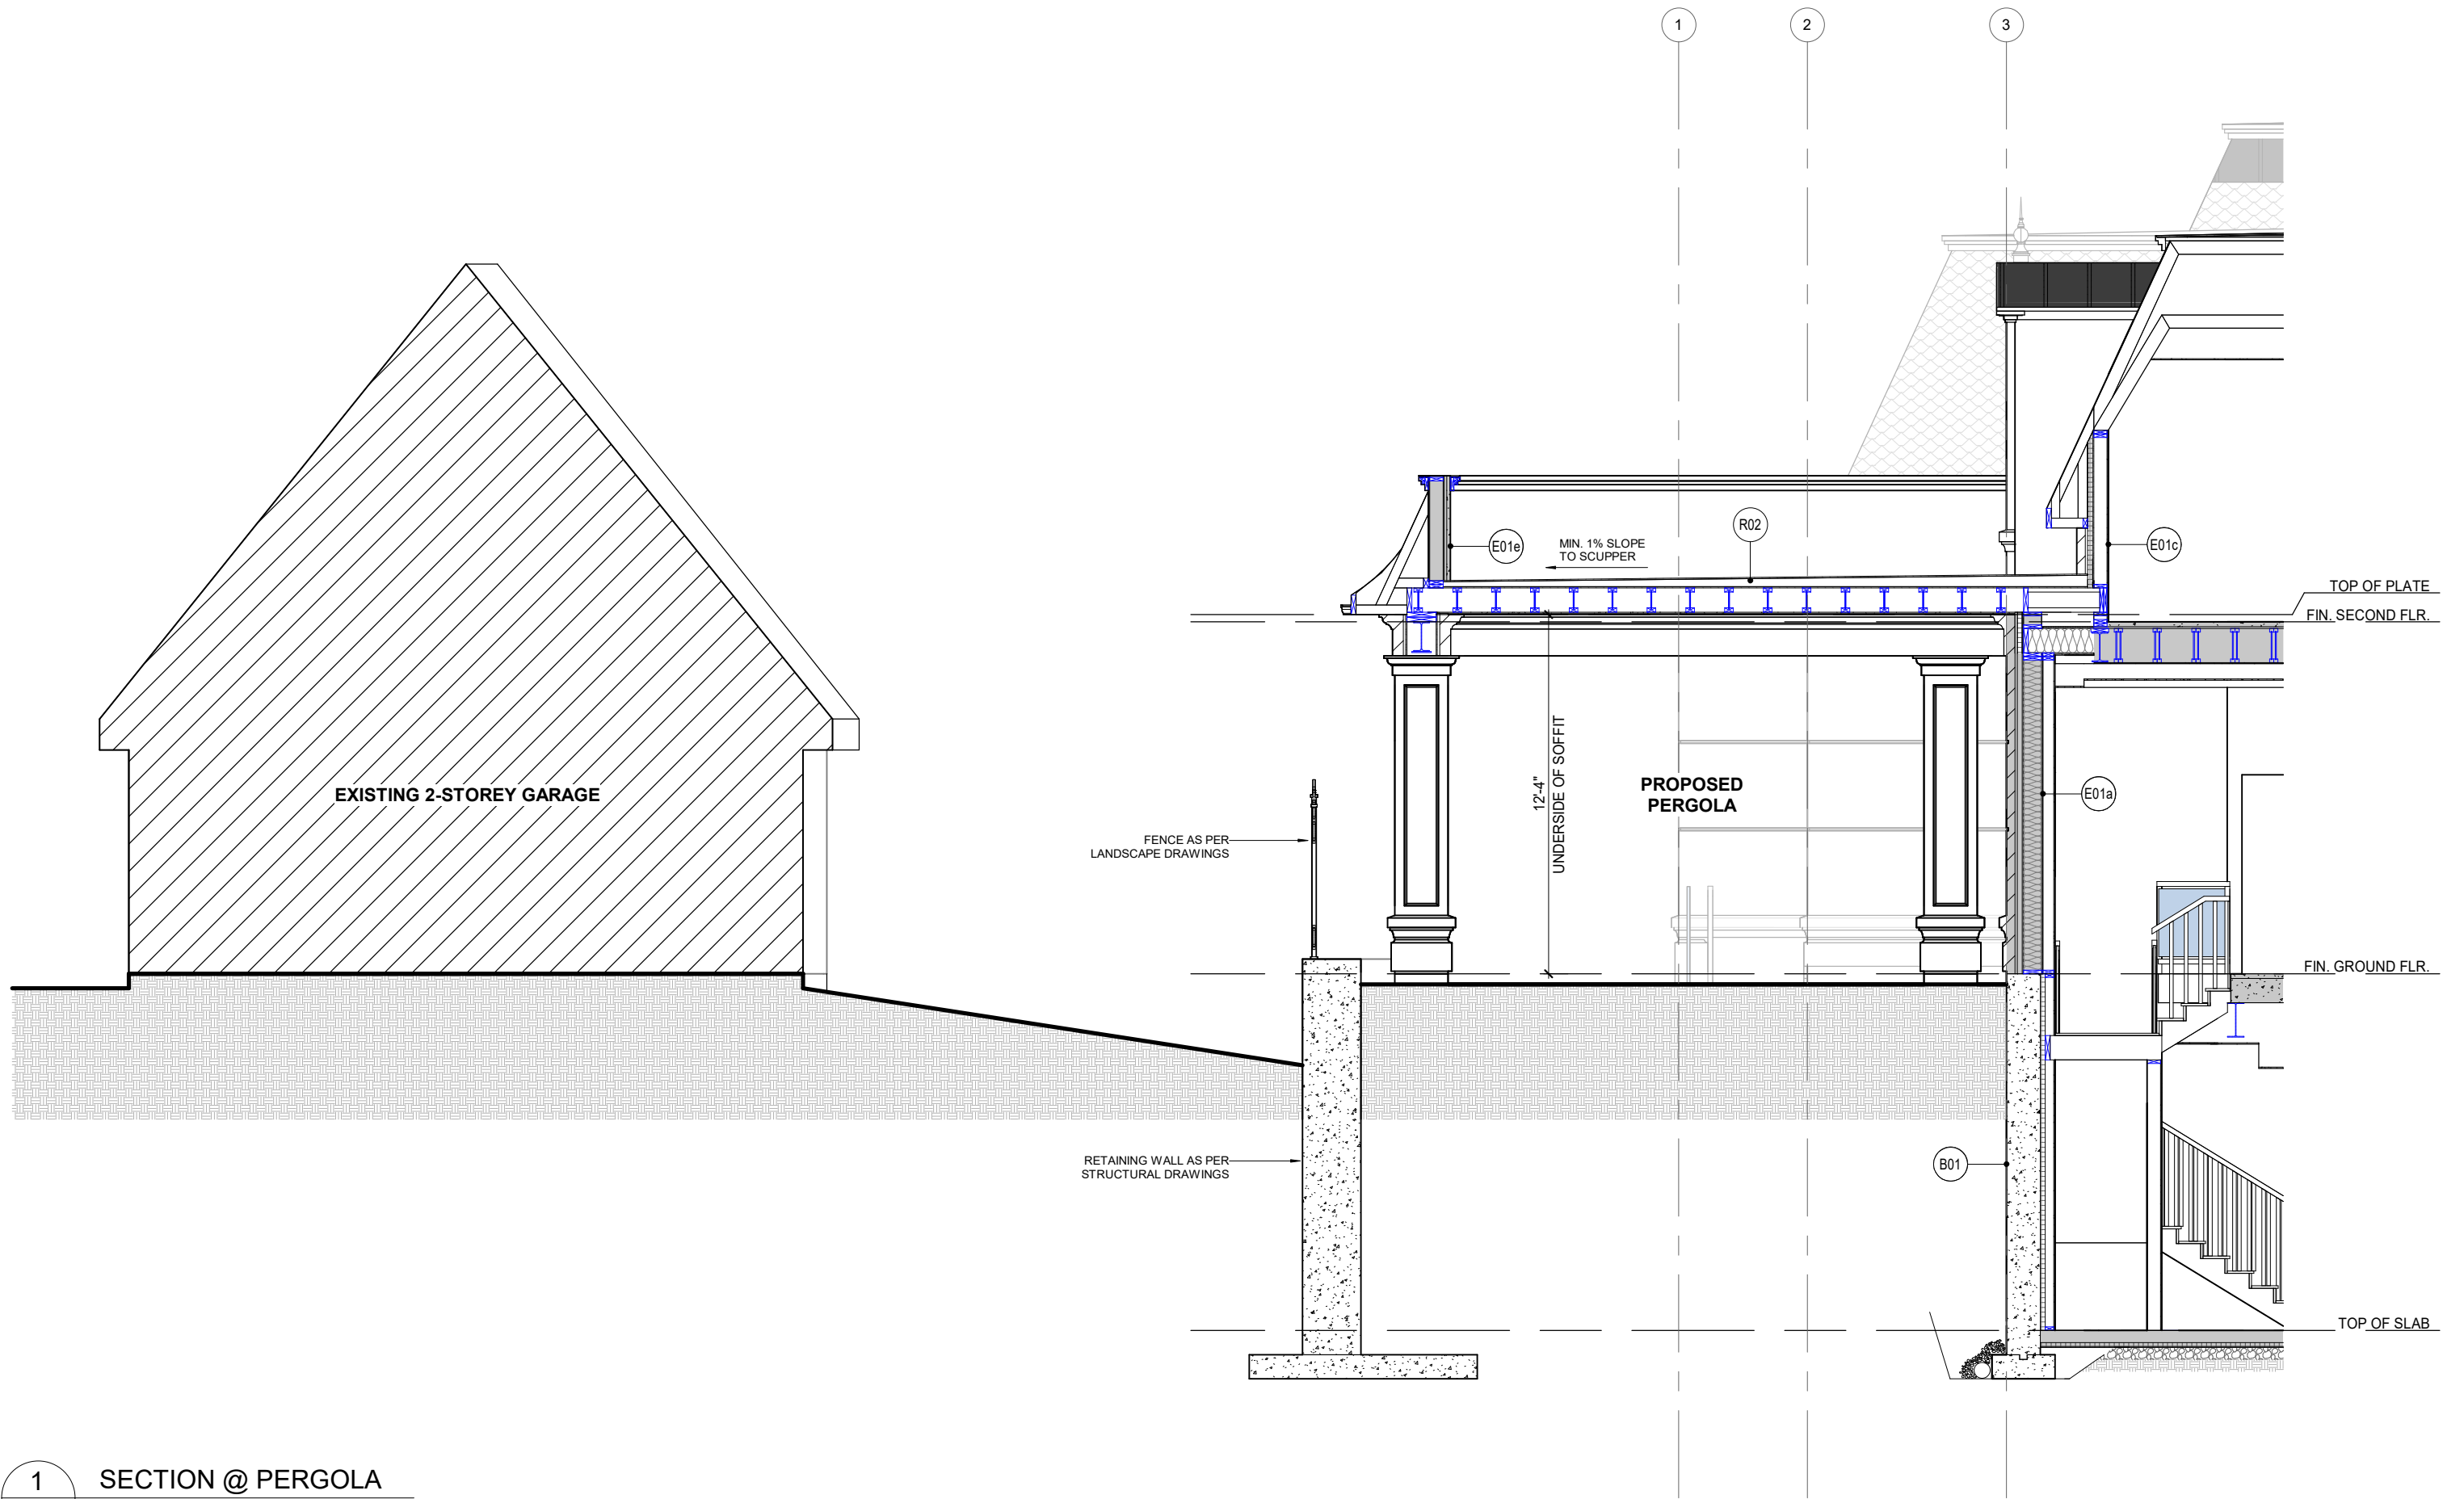 1
2
3
R02
E01e
MIN. 1% SLOPE
TO SCUPPER
E01c
TOP OF PLATE
FIN. SECOND FLR.
12'-4"
UNDERSIDE OF SOFFIT
EXISTING 2-STOREY GARAGE
PROPOSED
PERGOLA
E01a
FENCE AS PER
LANDSCAPE DRAWINGS
FIN. GROUND FLR.
RETAINING WALL AS PER
STRUCTURAL DRAWINGS
B01
TOP OF SLAB
1
SECTION @ PERGOLA